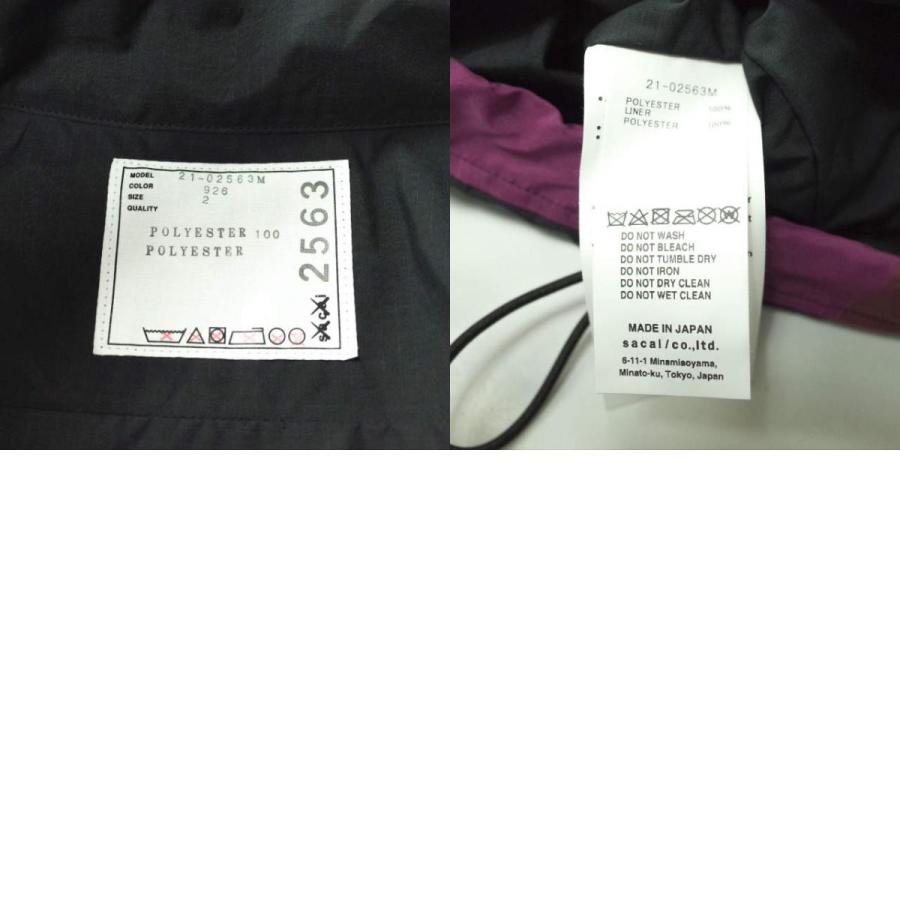 MODEL 21-02563M
COLOR 926
SIZE 2
QUALITY
POLYESTER 100
POLYESTER
2563
sacai
21-02563M
POLYESTER 100%
LINER
POLYESTER 100%
DO NOT WASH
DO NOT BLEACH
DO NOT TUMBLE DRY
DO NOT IRON
DO NOT DRY CLEAN
DO NOT WET CLEAN
MADE IN JAPAN
sacai/co.,ltd.
6-11-1 Minamiaoyama,
Minato-ku, Tokyo, Japan